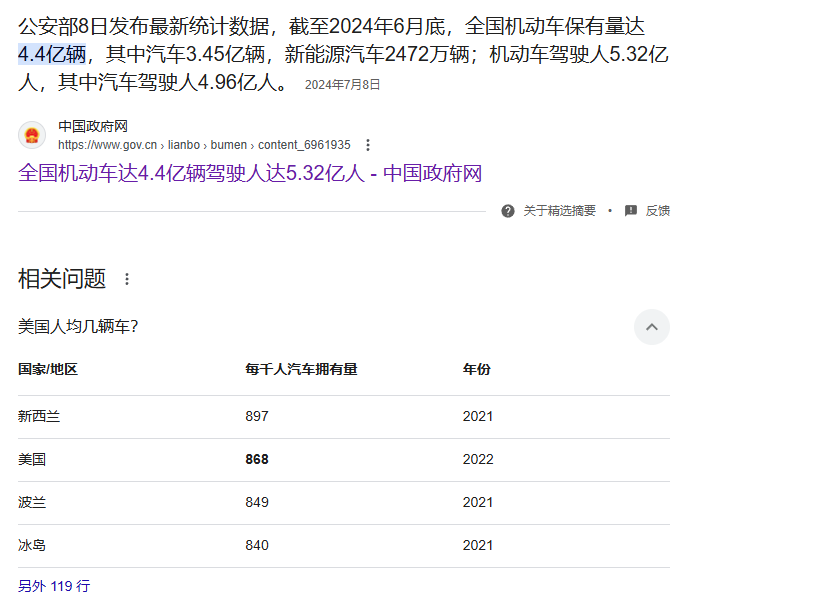 公安部8日发布最新统计数据，截至2024年6月底，全国机动车保有量达
4.4亿辆，其中汽车3.45亿辆，新能源汽车2472万辆；机动车驾驶人5.32亿
人，其中汽车驾驶人4.96亿人。 2024年7月8日
中国政府网
https://www.gov.cn › lianbo › bumen › content_6961935
全国机动车达4.4亿辆驾驶人达5.32亿人 - 中国政府网
关于精选摘要 • 反馈
相关问题
美国人均几辆车?
国家/地区 每千人汽车拥有量 年份
新西兰 897 2021
美国 868 2022
波兰 849 2021
冰岛 840 2021
另外 119 行